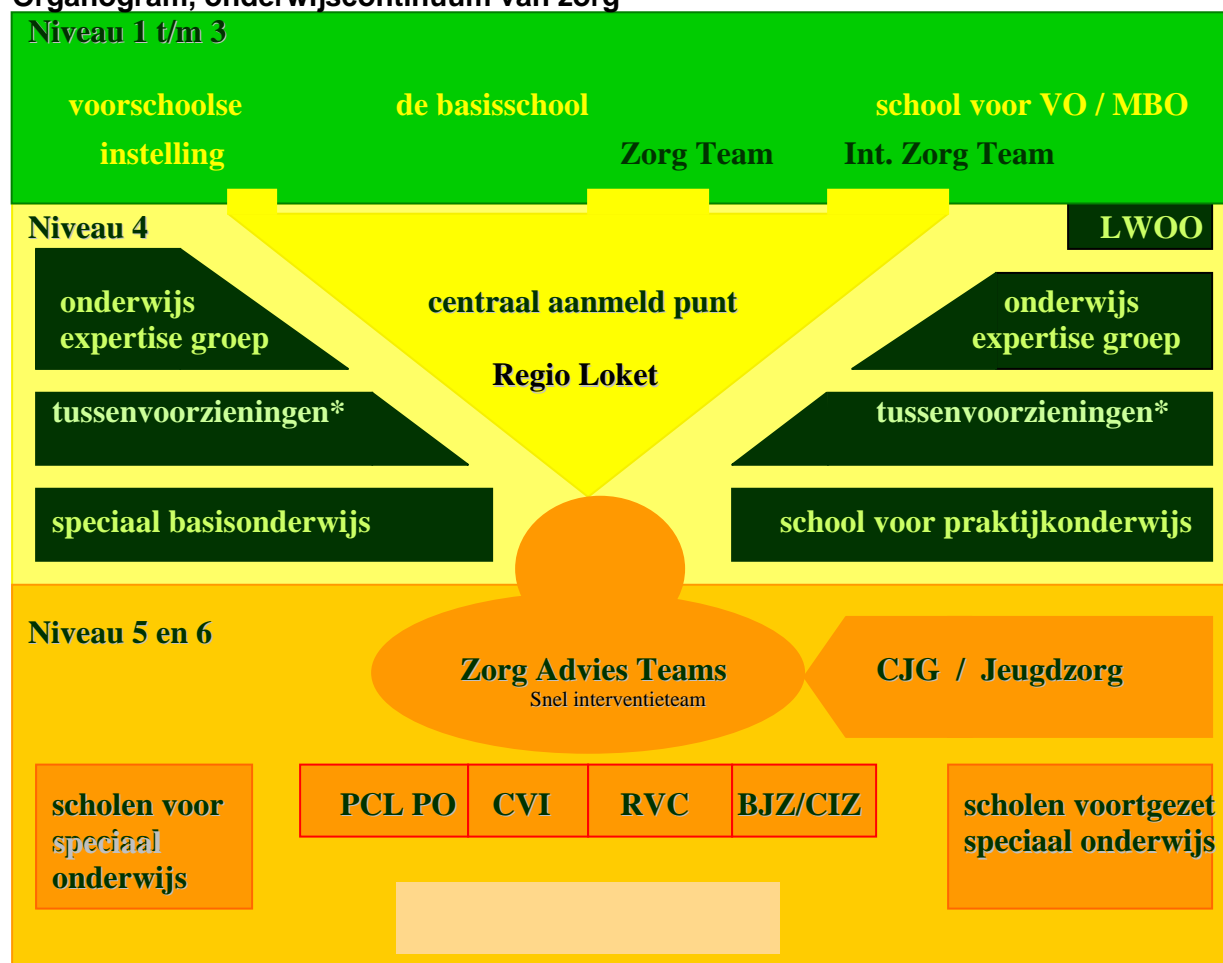 Organogram, onderwijscontinuüm van zorg
Niveau 1 t/m 3
voorschoolse
instelling
de basisschool
Zorg Team
school voor VO / MBO
Int. Zorg Team
Niveau 4
LWOO
onderwijs
expertise groep
centraal aanmeld punt
Regio Loket
onderwijs
expertise groep
tussenvoorzieningen*
tussenvoorzieningen*
speciaal basisonderwijs
school voor praktijkonderwijs
Niveau 5 en 6
Zorg Advies Teams
Snel interventieteam
CJG / Jeugdzorg
scholen voor
speciaal
onderwijs
PCL PO
CVI
RVC
BJZ/CIZ
scholen voortgezet
speciaal onderwijs